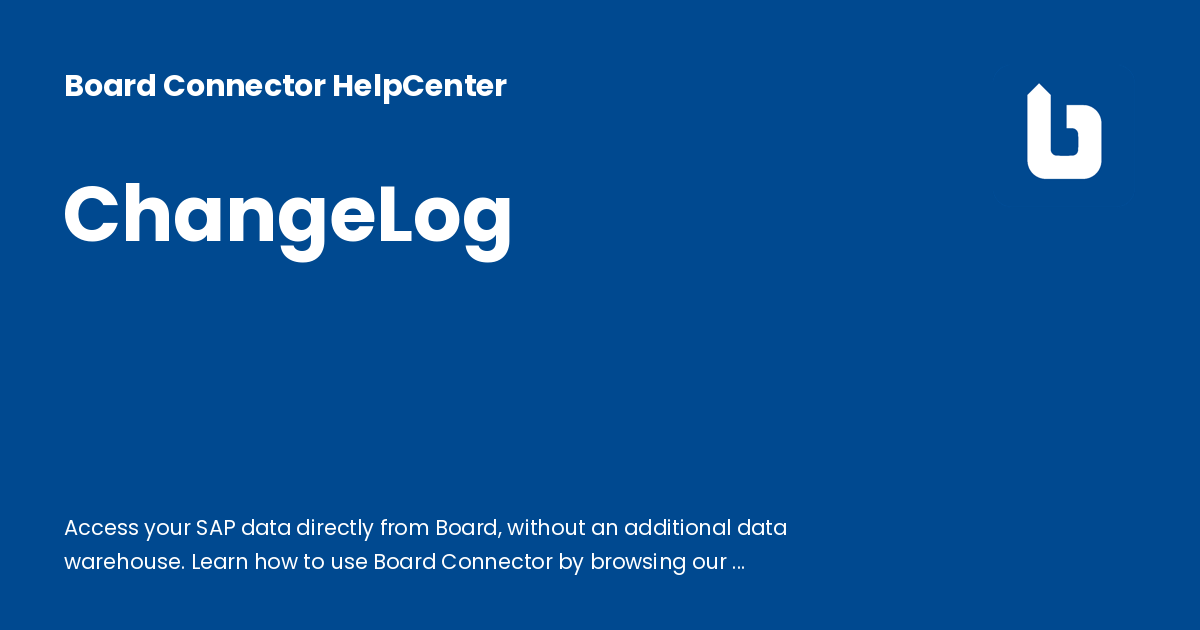 Board Connector HelpCenter
ChangeLog
Access your SAP data directly from Board, without an additional data
warehouse. Learn how to use Board Connector by browsing our ...